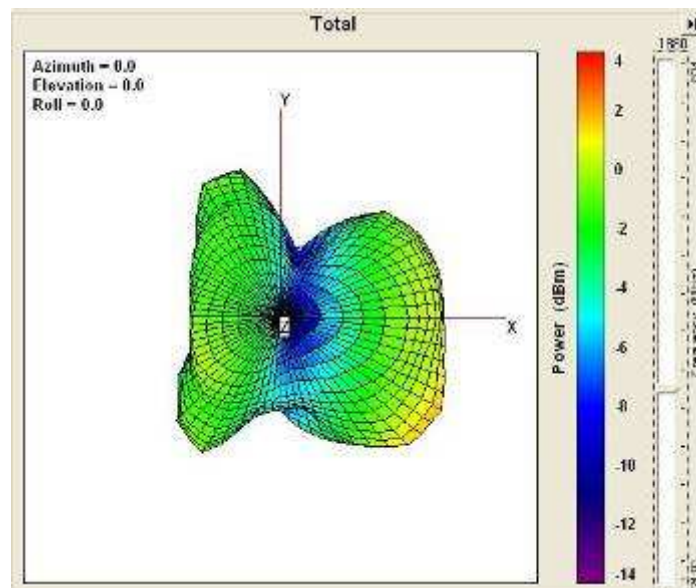 Total
Azimuth = 0.0
Elevation = 0.0
Roll = 0.0
Y
Z
X
Power (dBm)
4
2
0
-2
-4
-6
-8
-10
-12
-14
1880